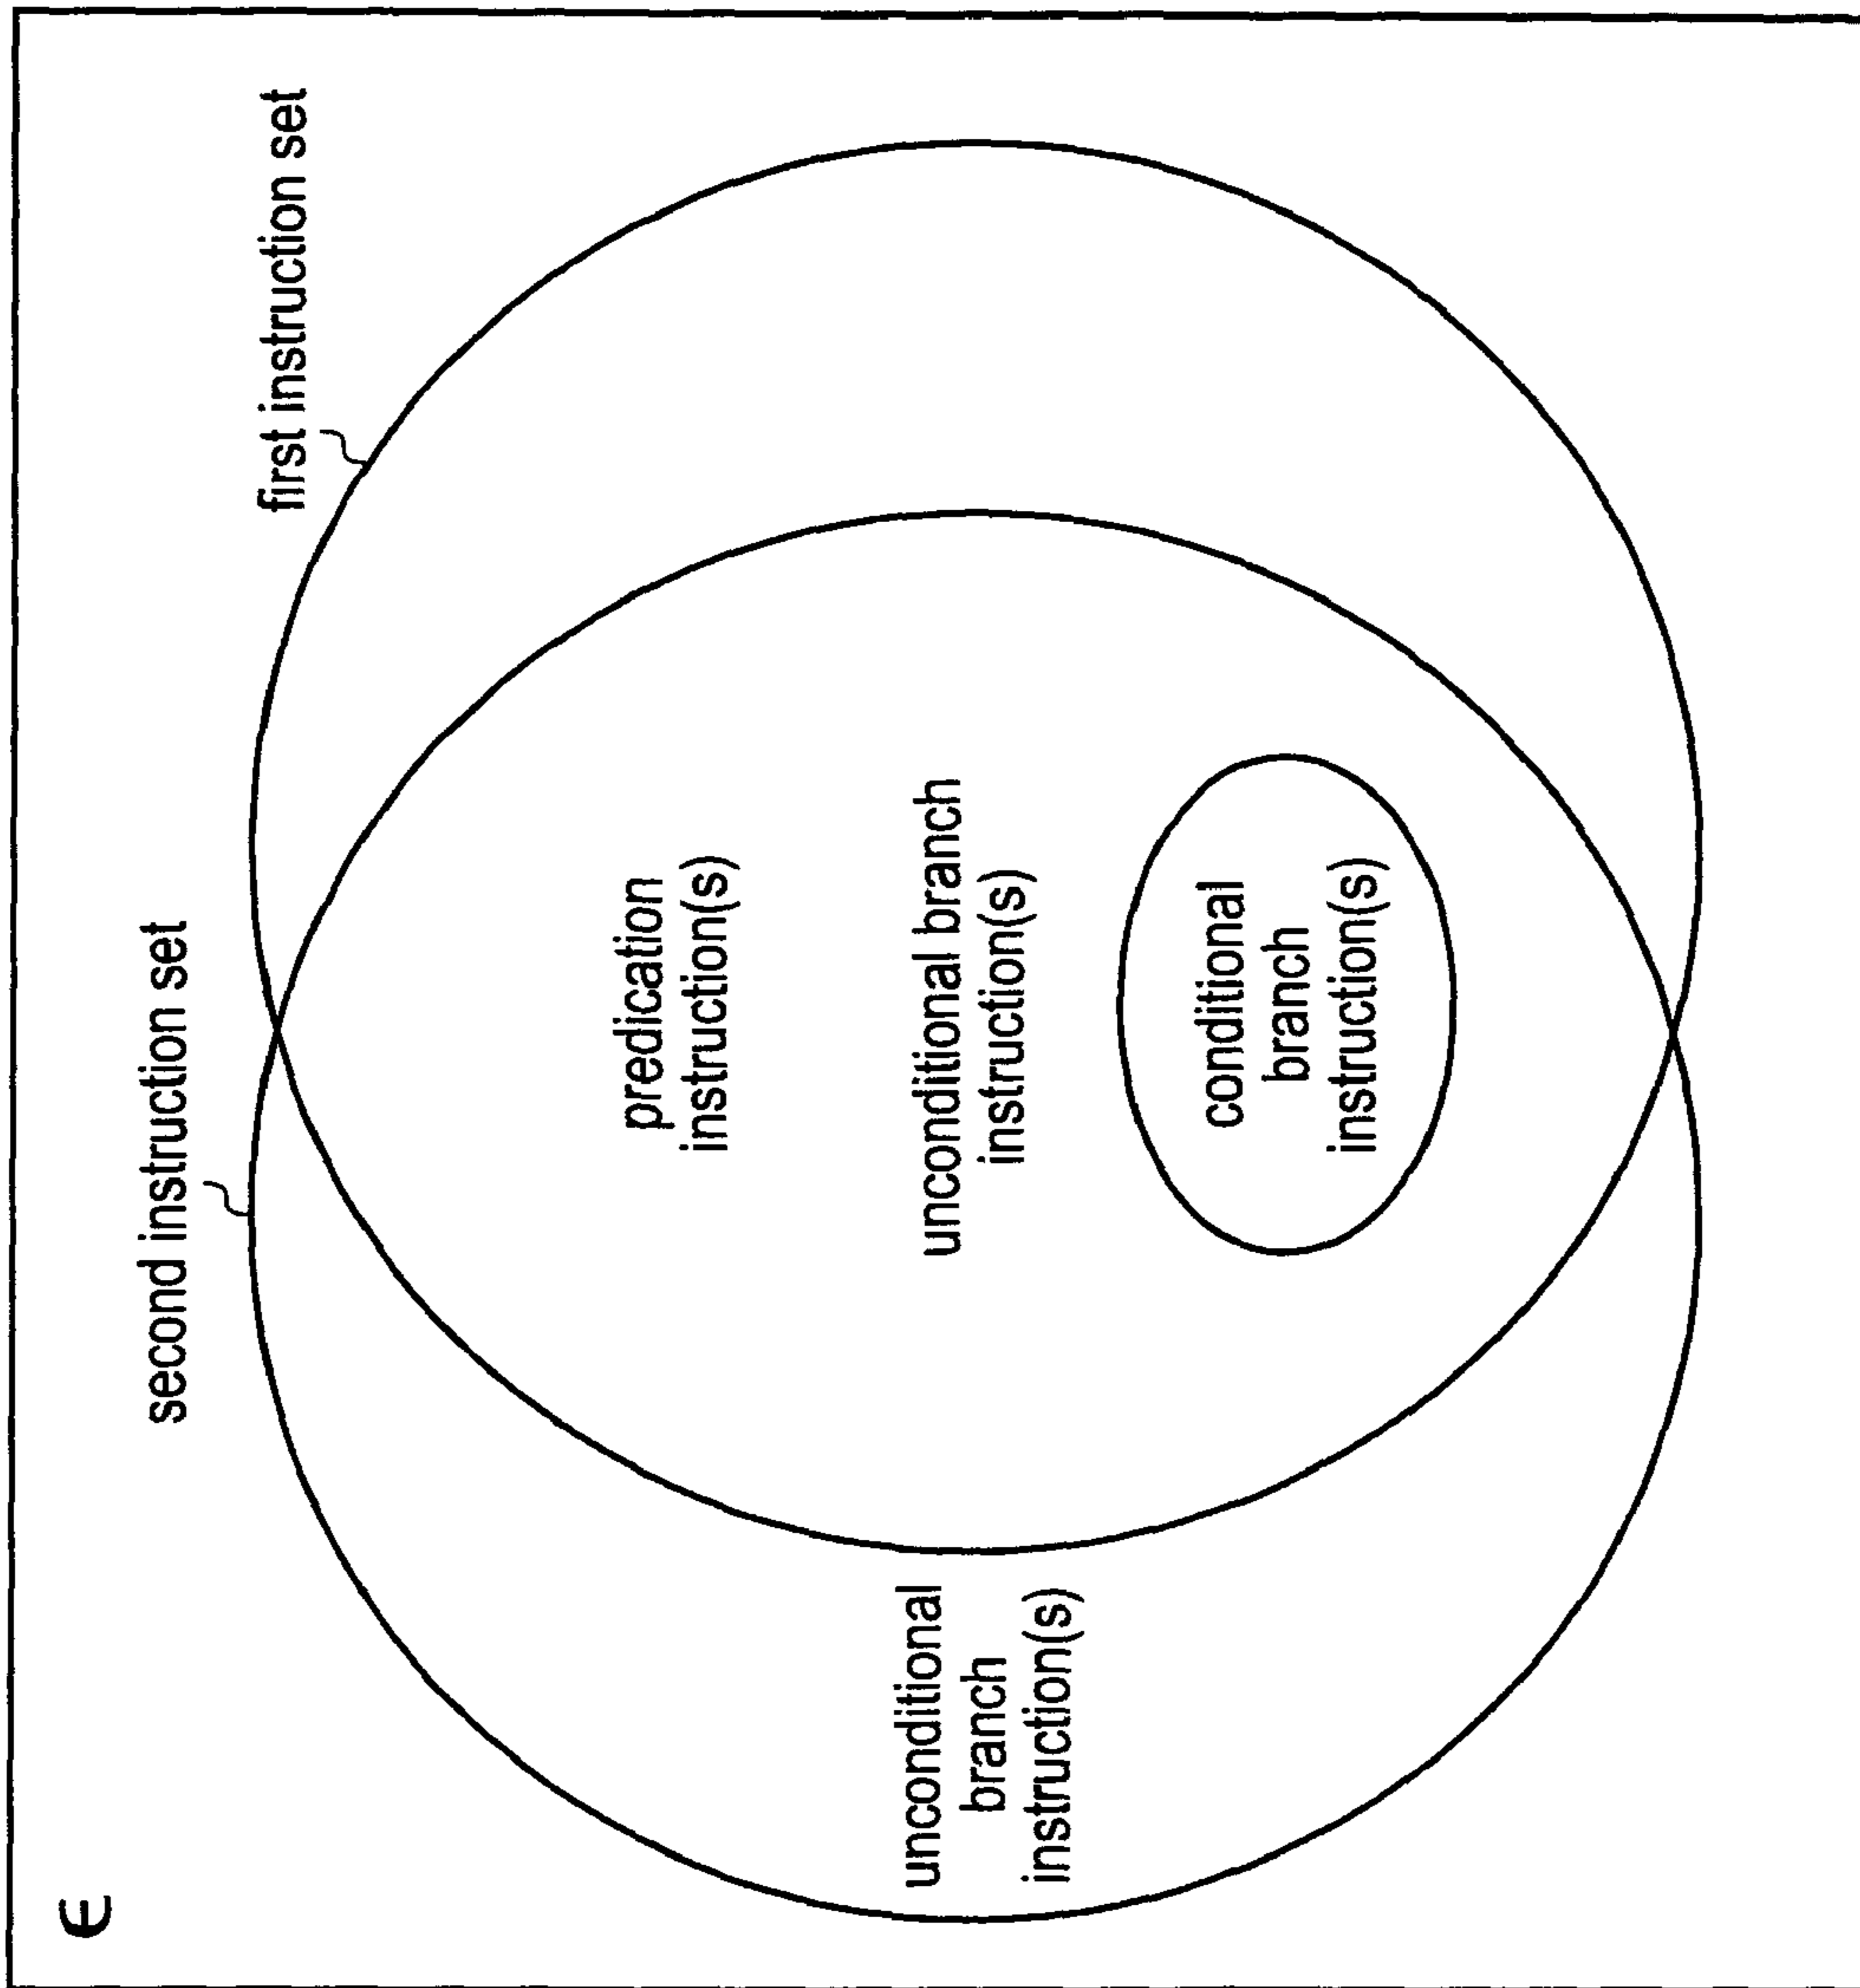 ε
second instruction set
first instruction set
predication
instruction(s)
unconditional branch
instruction(s)
conditional
branch
instruction(s)
unconditional
branch
instruction(s)